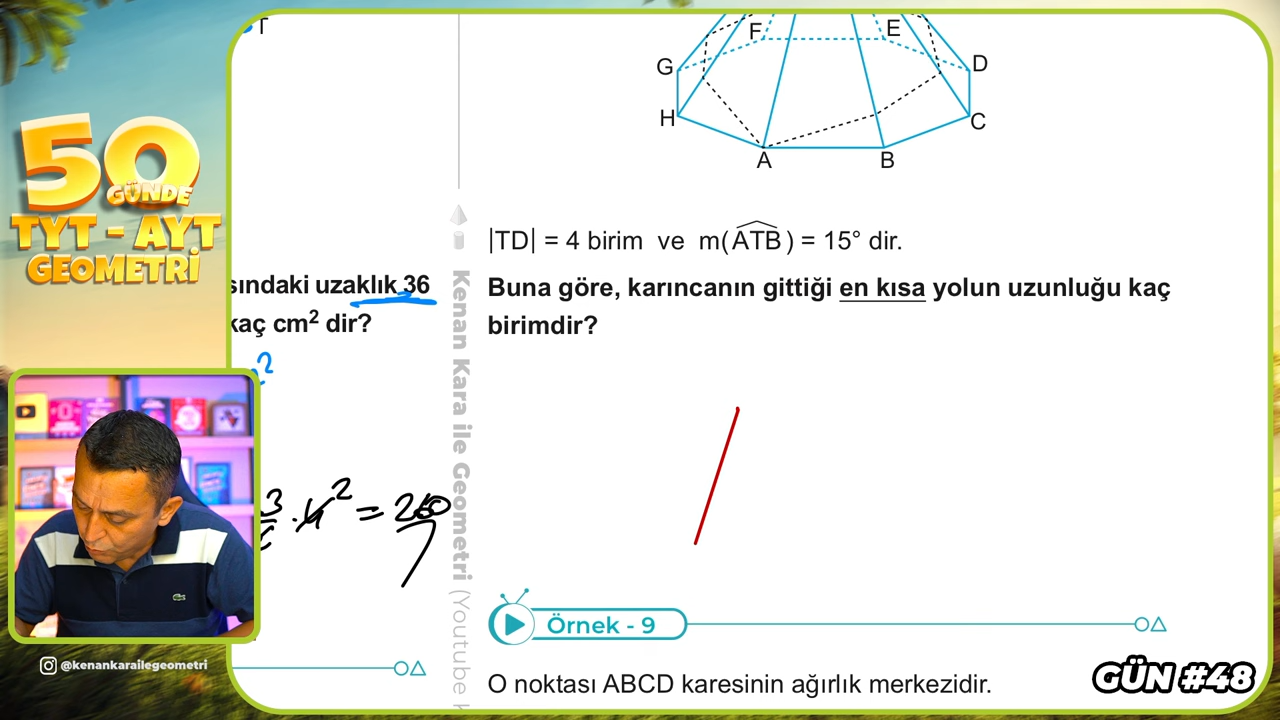 50
GÜNDE
TYT - AYT
GEOMETRİ
T
sındaki uzaklık 36
kaç cm² dir?
F
E
G
D
H
C
A
B
|TD| = 4 birim ve m(ATB) = 15° dir.
Buna göre, karıncanın gittiği en kısa yolun uzunluğu kaç
birimdir?
Kenan Kara ile Geometri (Youtube
Örnek - 9
O noktası ABCD karesinin ağırlık merkezidir.
@kenankarailegeometri
GÜN #48